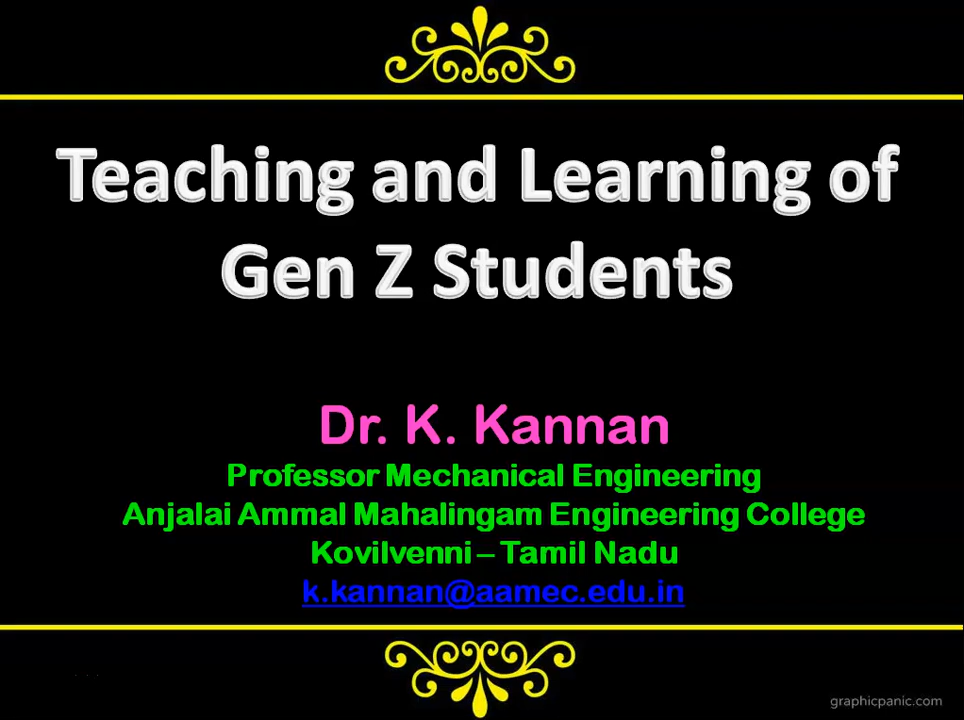 Teaching and Learning of
Gen Z Students
Dr. K. Kannan
Professor Mechanical Engineering
Anjalai Ammal Mahalingam Engineering College
Kovilvenni – Tamil Nadu
k.kannan@aamec.edu.in
graphicpanic.com